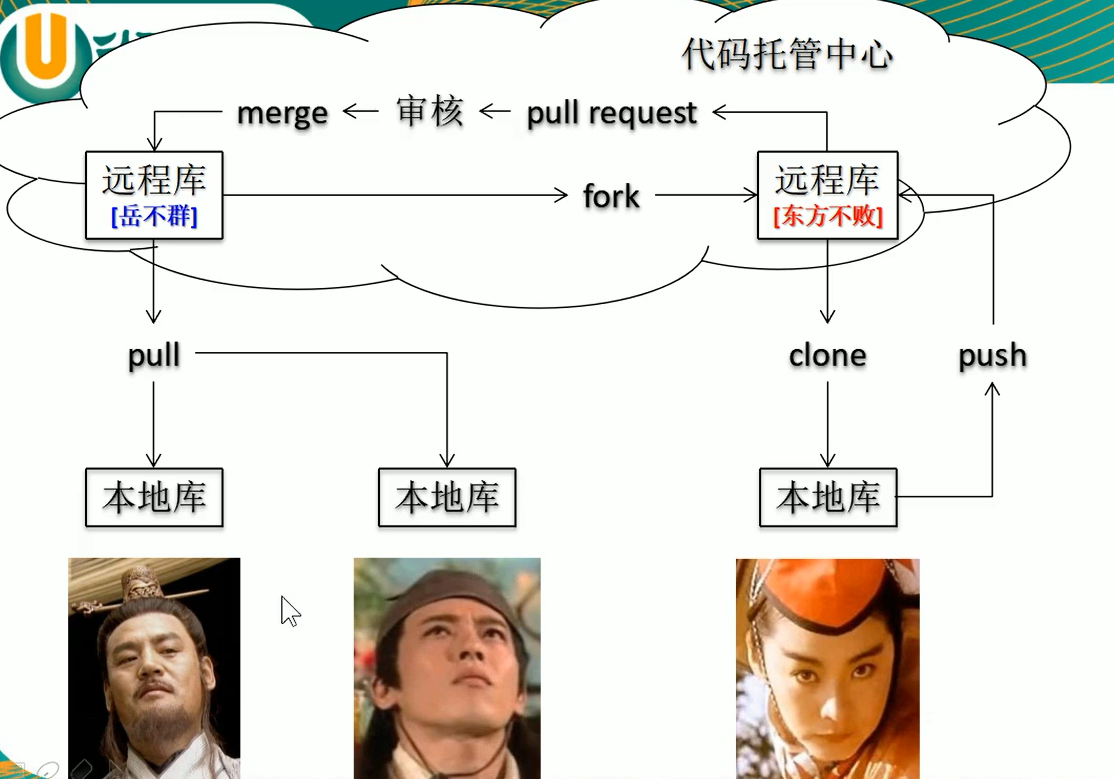 U
代码托管中心
merge
审核
pull request
远程库
[岳不群]
fork
远程库
[东方不败]
pull
clone
push
本地库
本地库
本地库